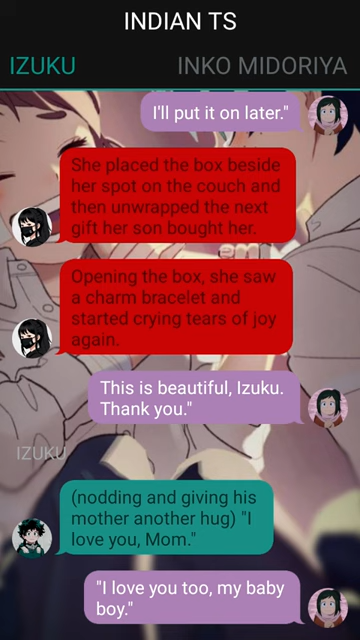 INDIAN TS
IZUKU
INKO MIDORIYA
I'll put it on later."
She placed the box beside
her spot on the couch and
then unwrapped the next
gift her son bought her.
Opening the box, she saw
a charm bracelet and
started crying tears of joy
again.
This is beautiful, Izuku.
Thank you."
IZUKU
(nodding and giving his
mother another hug) "I
love you, Mom."
"I love you too, my baby
boy."